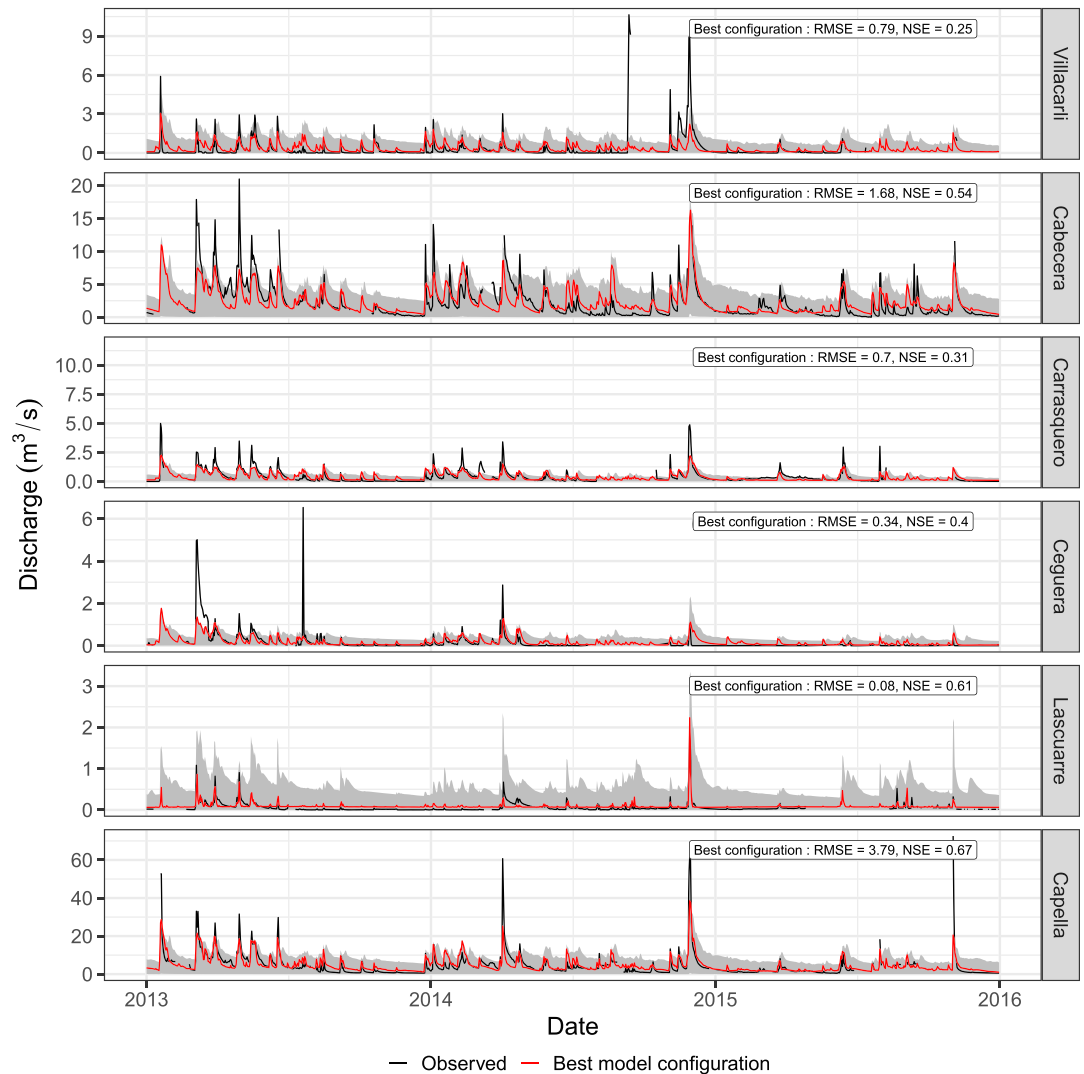 Best configuration : RMSE = 0.79, NSE = 0.25
9
6
3
0
Villacarli
Best configuration : RMSE = 1.68, NSE = 0.54
20
15
10
5
0
Cabecera
Best configuration : RMSE = 0.7, NSE = 0.31
10.0
7.5
5.0
2.5
0.0
Carrasquero
Best configuration : RMSE = 0.34, NSE = 0.4
6
4
2
0
Ceguera
Best configuration : RMSE = 0.08, NSE = 0.61
3
2
1
0
Lascuarre
Best configuration : RMSE = 3.79, NSE = 0.67
60
40
20
0
Capella
Discharge (m³/s)
2013 2014 2015 2016
Date
Observed Best model configuration